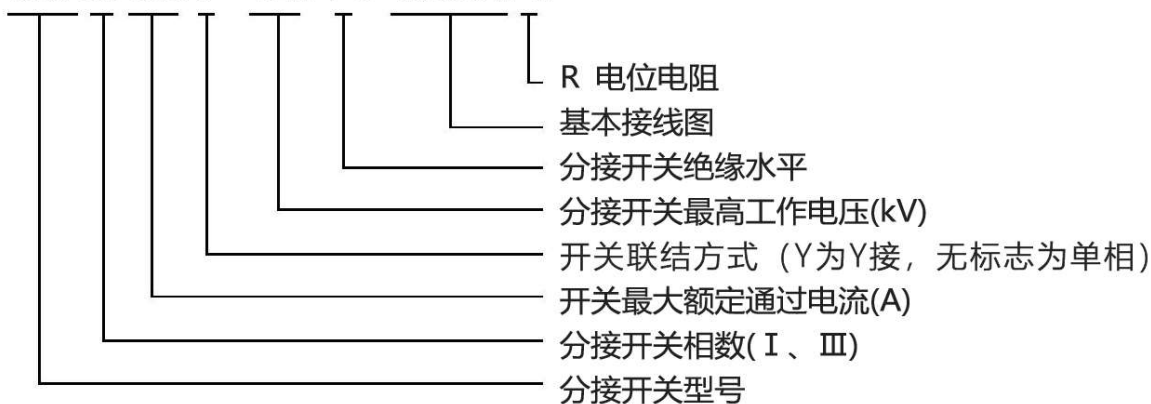 R 电位电阻
基本接线图
分接开关绝缘水平
分接开关最高工作电压(kV)
开关联结方式（Y为Y接，无标志为单相）
开关最大额定通过电流(A)
分接开关相数(Ⅰ、Ⅲ)
分接开关型号